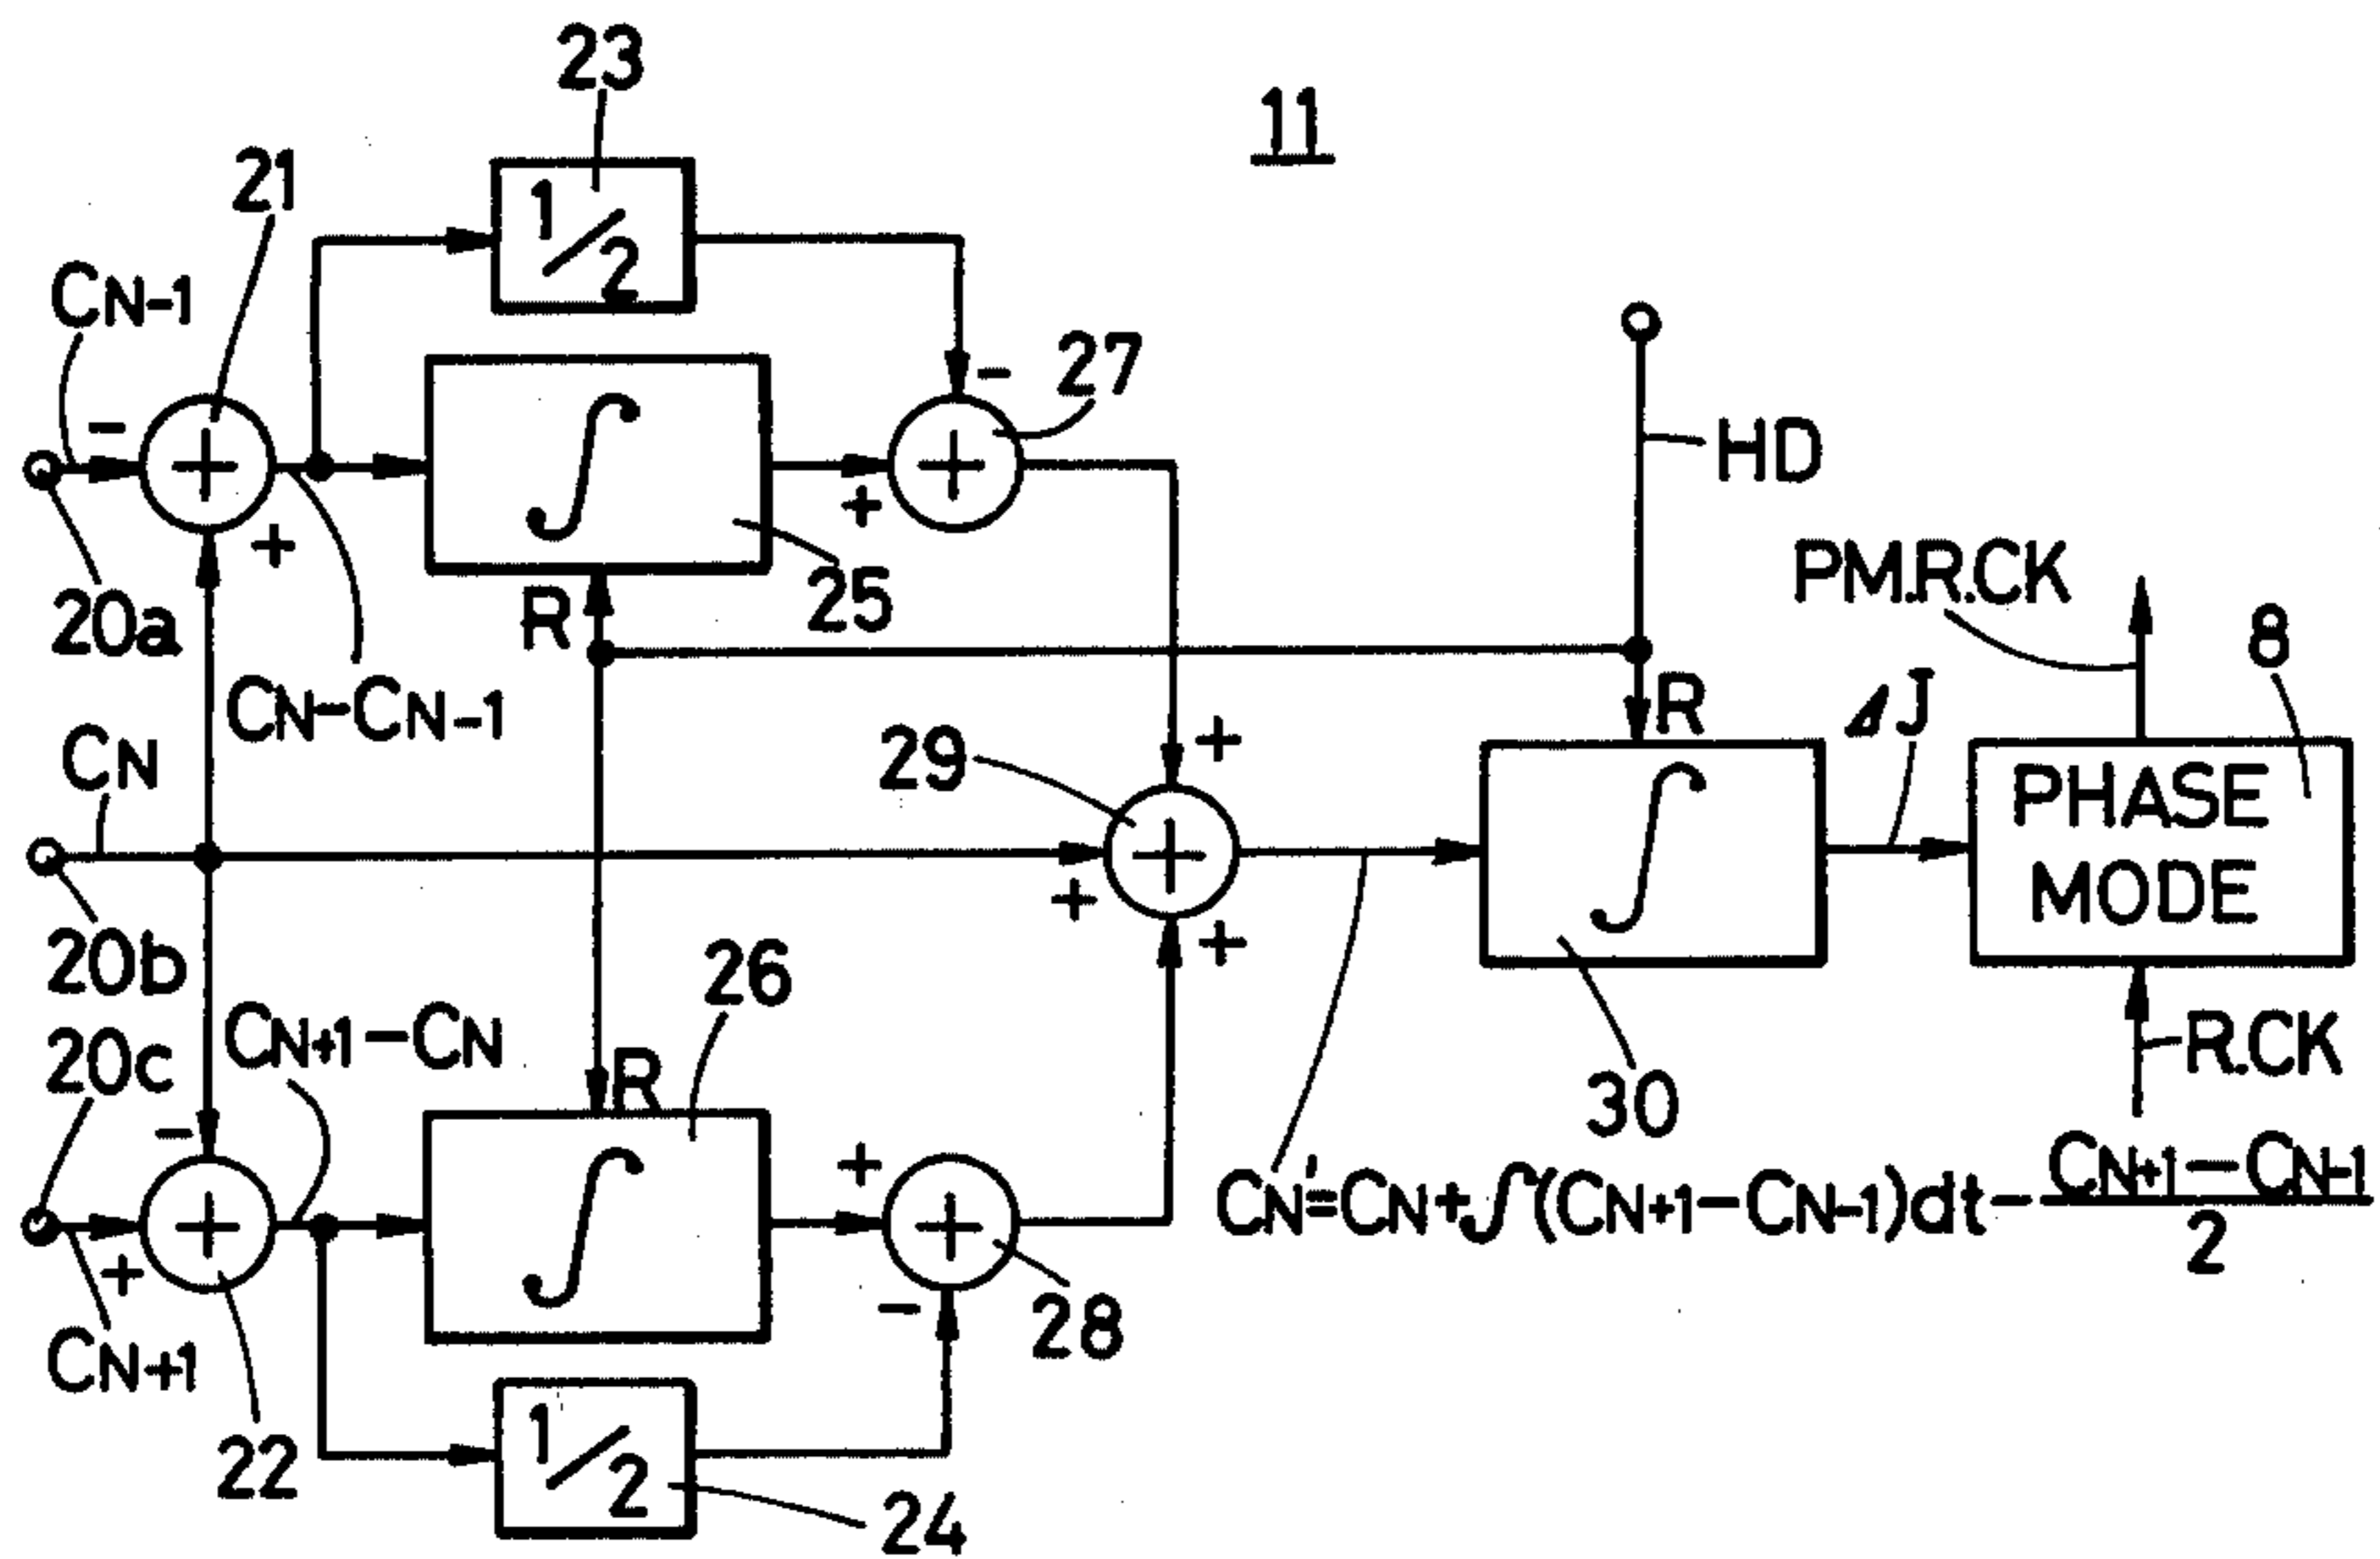 23
11
21
1/2
CN-1
-
-
27
+
HD
∫
+
25
20a
R
PM.R.CK
8
CN-CN-1
R
ΔJ
CN
29
+
PHASE
MODE
∫
+
+
20b
26
R.CK
20c
CN+1-CN
R
30
-
+
CN'=CN+∫(CN+1-CN-1)dt-CN+1-CN-1/2
∫
+
-
28
CN+1
22
1/2
24